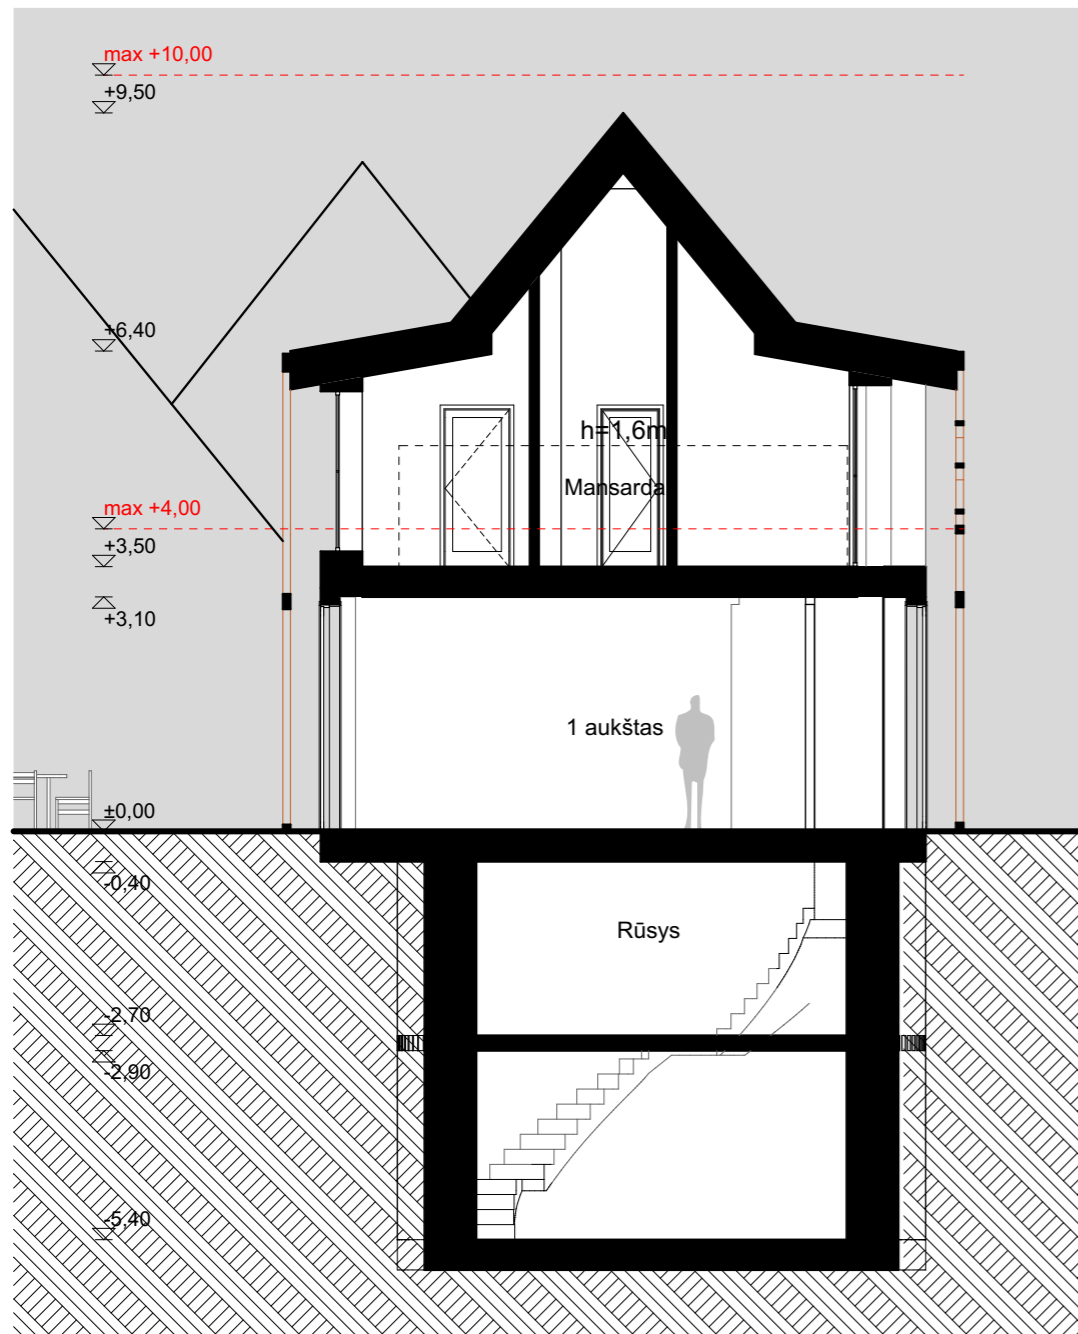 max +10,00
+9,50
+6,40
h=1,6m
Mansarda
max +4,00
+3,50
+3,10
1 aukštas
±0,00
-0,40
Rūsys
-2,70
-2,90
-5,40